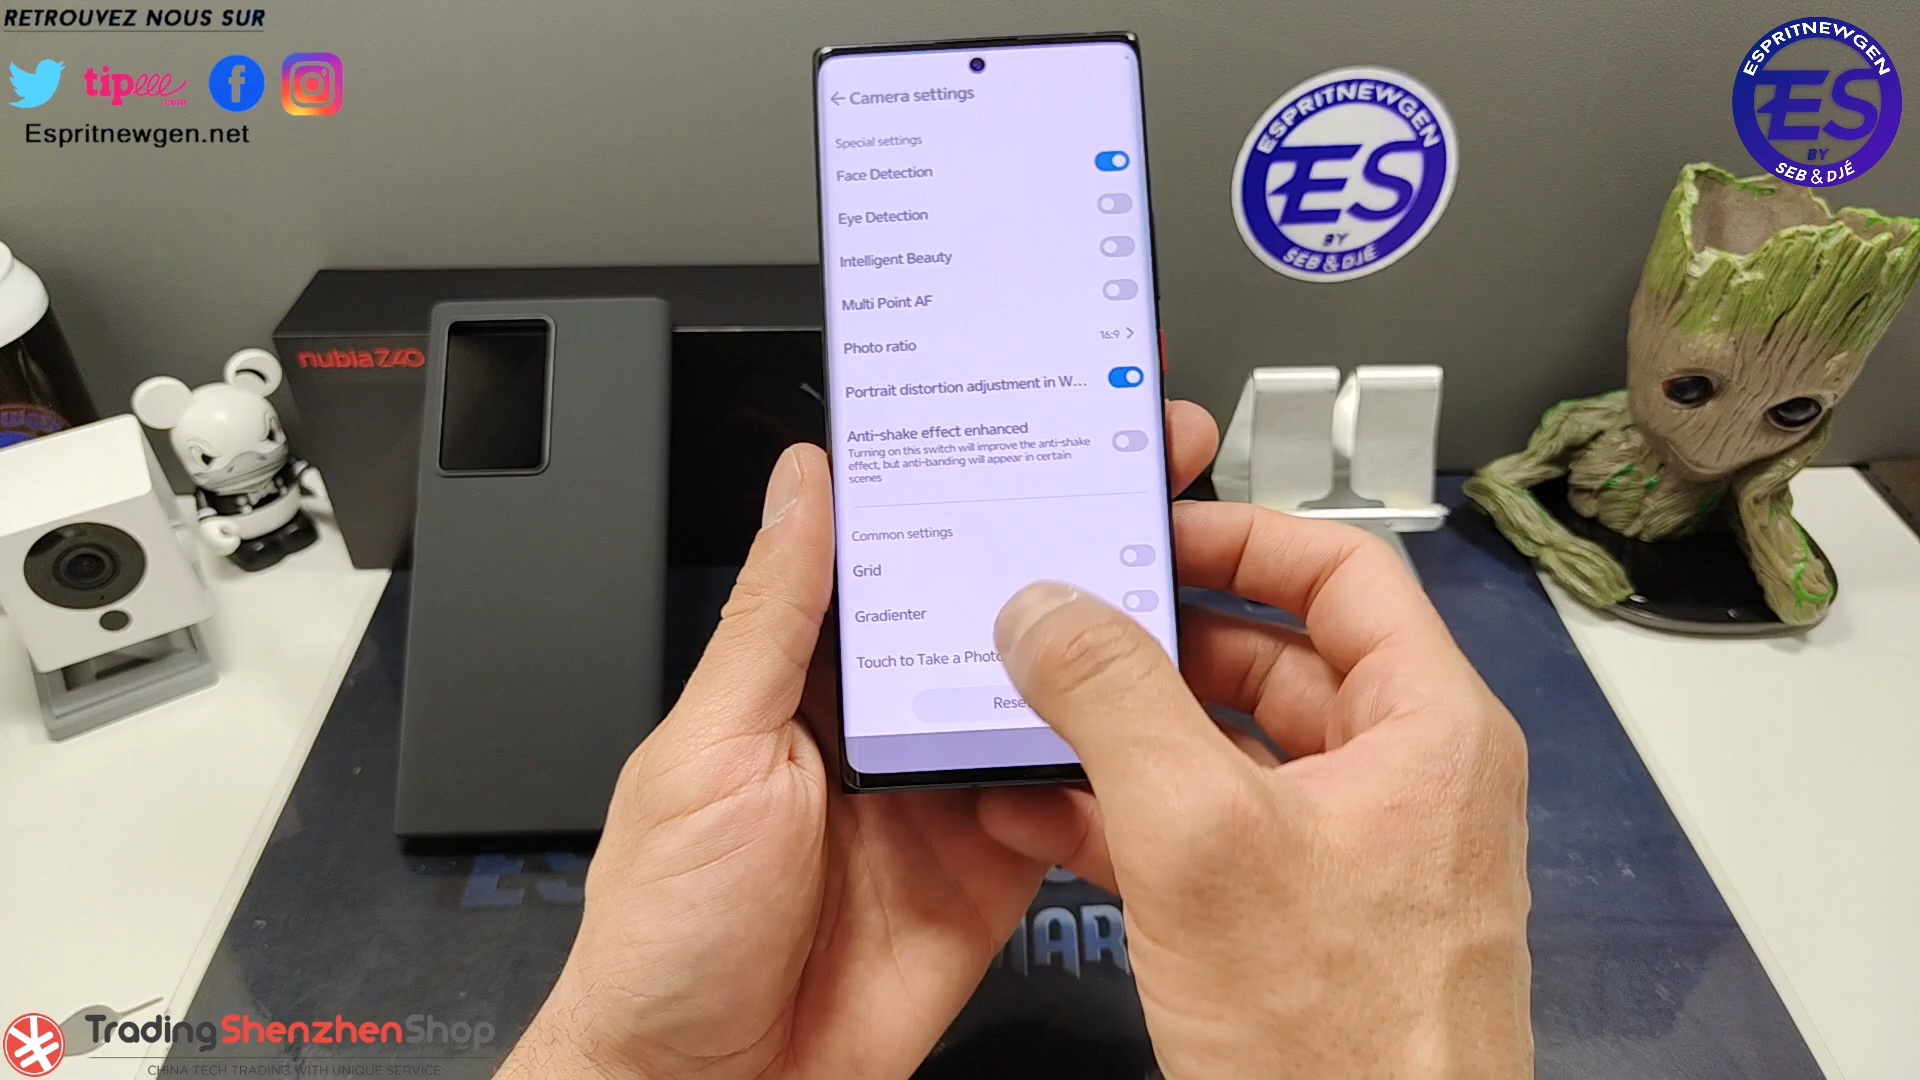 RETROUVEZ NOUS SUR
tipeee
.com
Espritnewgen.net
ESPRITNEWGEN
ES
BY
SEB & DJÉ
ESPRITNEWGEN
ES
BY
SEB & DJÉ
nubia Z40
Camera settings
Special settings
Face Detection
Eye Detection
Intelligent Beauty
Multi Point AF
Photo ratio 16:9
Portrait distortion adjustment in W...
Anti-shake effect enhanced
Turning on this switch will improve the anti-shake
effect, but anti-banding will appear in certain
scenes
Common settings
Grid
Gradienter
Touch to Take a Photo
Reset
TradingShenzhenShop
CHINA TECH TRADING WITH UNIQUE SERVICE